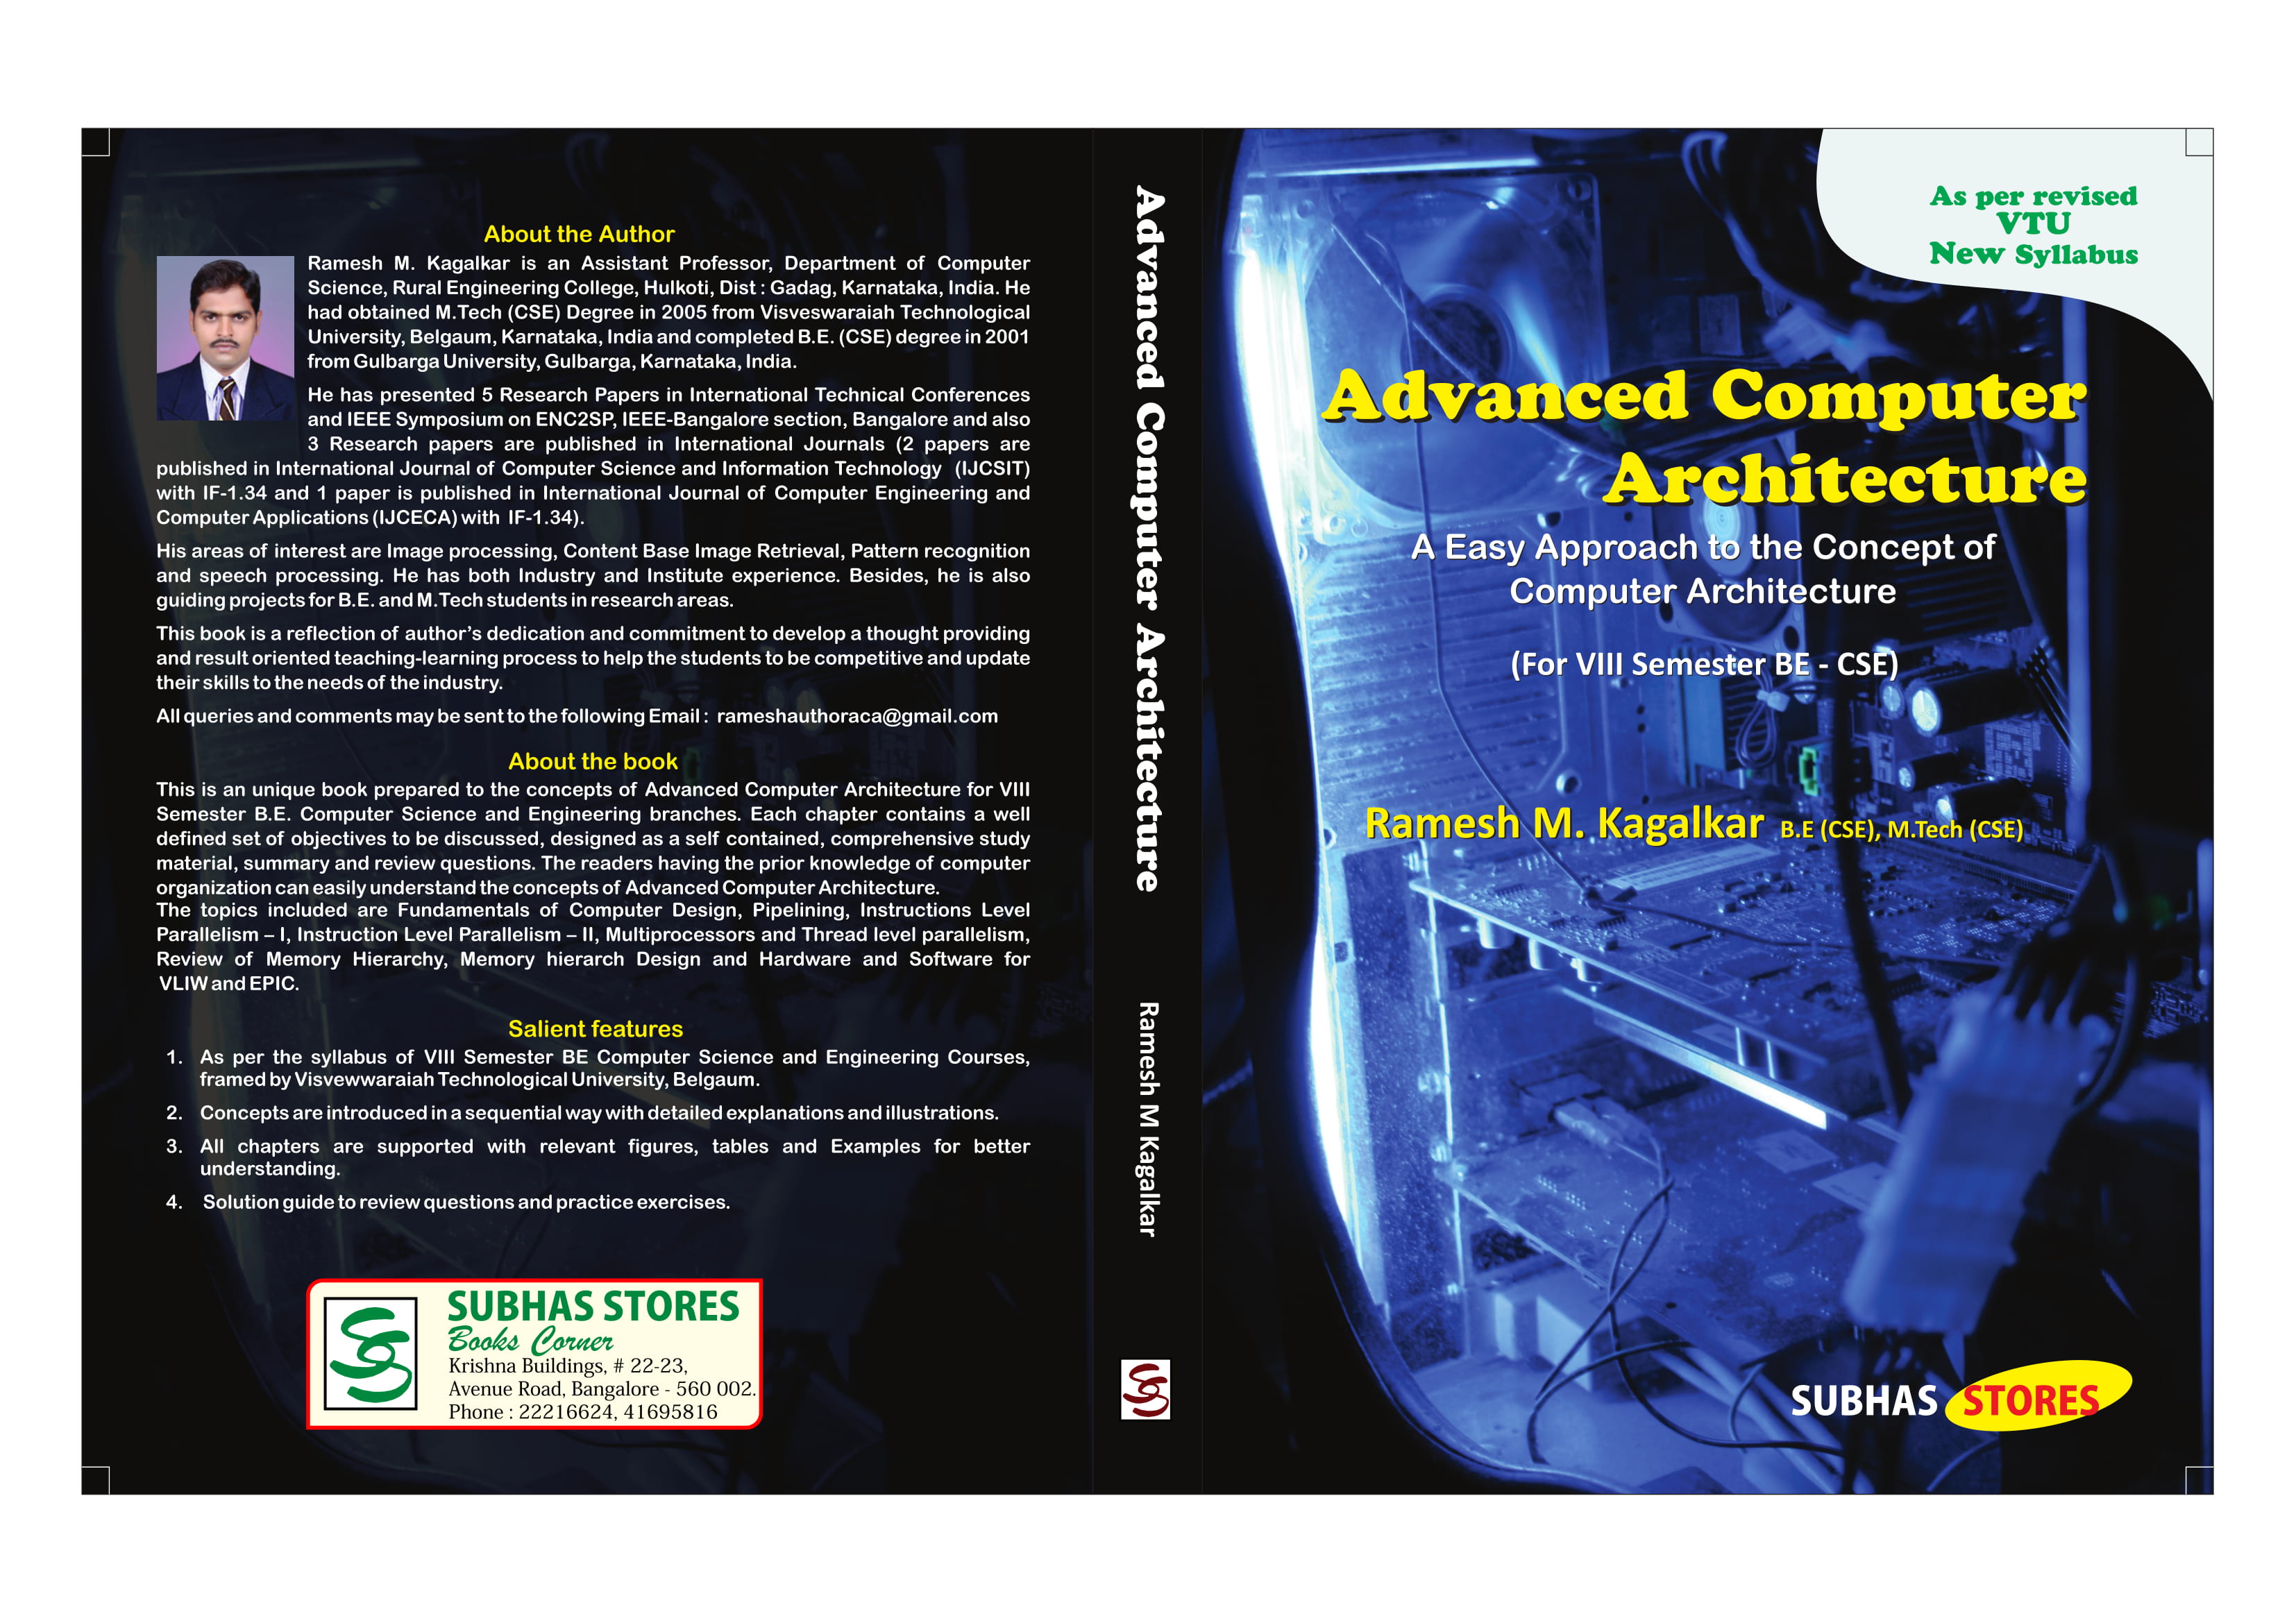 About the Author
Ramesh M. Kagalkar is an Assistant Professor, Department of Computer
Science, Rural Engineering College, Hulkoti, Dist : Gadag, Karnataka, India. He
had obtained M.Tech (CSE) Degree in 2005 from Visveswaraiah Technological
University, Belgaum, Karnataka, India and completed B.E. (CSE) degree in 2001
from Gulbarga University, Gulbarga, Karnataka, India.
He has presented 5 Research Papers in International Technical Conferences
and IEEE Symposium on ENC2SP, IEEE-Bangalore section, Bangalore and also
3 Research papers are published in International Journals (2 papers are
published in International Journal of Computer Science and Information Technology (IJCSIT)
with IF-1.34 and 1 paper is published in International Journal of Computer Engineering and
Computer Applications (IJCECA) with IF-1.34).
His areas of interest are Image processing, Content Base Image Retrieval, Pattern recognition
and speech processing. He has both Industry and Institute experience. Besides, he is also
guiding projects for B.E. and M.Tech students in research areas.
This book is a reflection of author's dedication and commitment to develop a thought providing
and result oriented teaching-learning process to help the students to be competitive and update
their skills to the needs of the industry.
All queries and comments may be sent to the following Email : rameshauthoraca@gmail.com
About the book
This is an unique book prepared to the concepts of Advanced Computer Architecture for VIII
Semester B.E. Computer Science and Engineering branches. Each chapter contains a well
defined set of objectives to be discussed, designed as a self contained, comprehensive study
material, summary and review questions. The readers having the prior knowledge of computer
organization can easily understand the concepts of Advanced Computer Architecture.
The topics included are Fundamentals of Computer Design, Pipelining, Instructions Level
Parallelism – I, Instruction Level Parallelism – II, Multiprocessors and Thread level parallelism,
Review of Memory Hierarchy, Memory hierarch Design and Hardware and Software for
VLIW and EPIC.
Salient features
1. As per the syllabus of VIII Semester BE Computer Science and Engineering Courses,
framed by Visvewwaraiah Technological University, Belgaum.
2. Concepts are introduced in a sequential way with detailed explanations and illustrations.
3. All chapters are supported with relevant figures, tables and Examples for better
understanding.
4. Solution guide to review questions and practice exercises.
SUBHAS STORES
Books Corner
Krishna Buildings, # 22-23,
Avenue Road, Bangalore - 560 002.
Phone : 22216624, 41695816
Advanced Computer Architecture
Ramesh M Kagalkar
As per revised
VTU
New Syllabus
Advanced Computer
Architecture
A Easy Approach to the Concept of
Computer Architecture
(For VIII Semester BE - CSE)
Ramesh M. Kagalkar B.E (CSE), M.Tech (CSE)
SUBHAS STORES